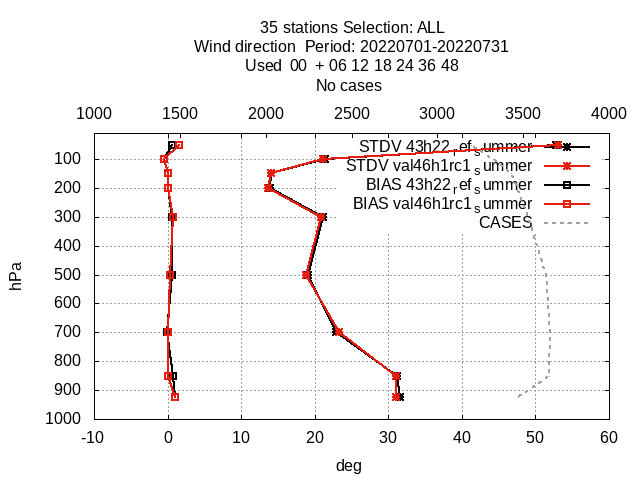 35 stations Selection: ALL
Wind direction  Period: 20220701-20220731
Used  00  + 06 12 18 24 36 48
No cases
1000 1500 2000 2500 3000 3500 4000
STDV 43h22_ref_summer
STDV val46h1rc1_summer
BIAS 43h22_ref_summer
BIAS val46h1rc1_summer
CASES
100
200
300
400
500
600
700
800
900
1000
hPa
-10 0 10 20 30 40 50 60
deg